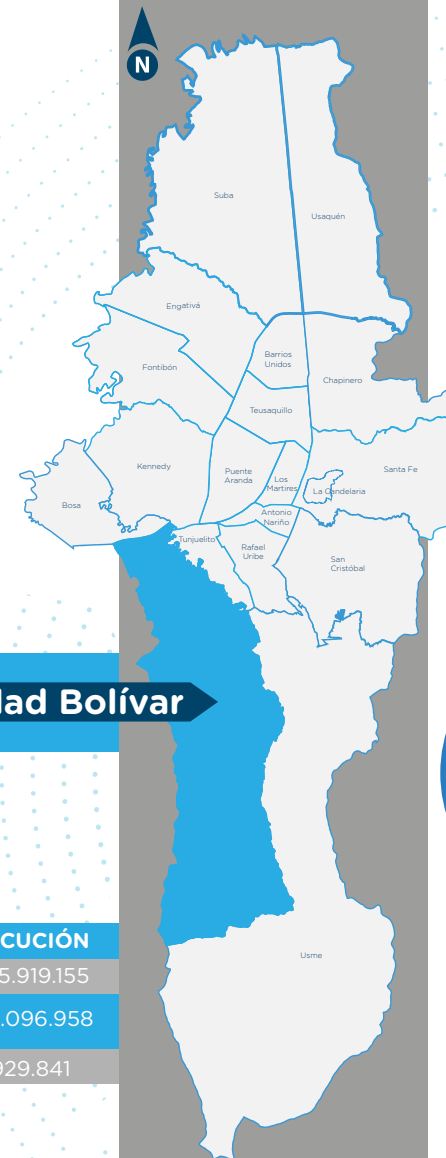 N
Suba
Usaquén
Engativá
Barrios
Unidos
Fontibón
Chapinero
Teusaquillo
Kennedy
Puente
Aranda
Los
Martires
Santa Fe
La Candelaria
Bosa
Antonio
Nariño
Tunjuelito
Rafael
Uribe
San
Cristóbal
dad Bolívar
CUCIÓN
5.919.155
.096.958
929.841
Usme